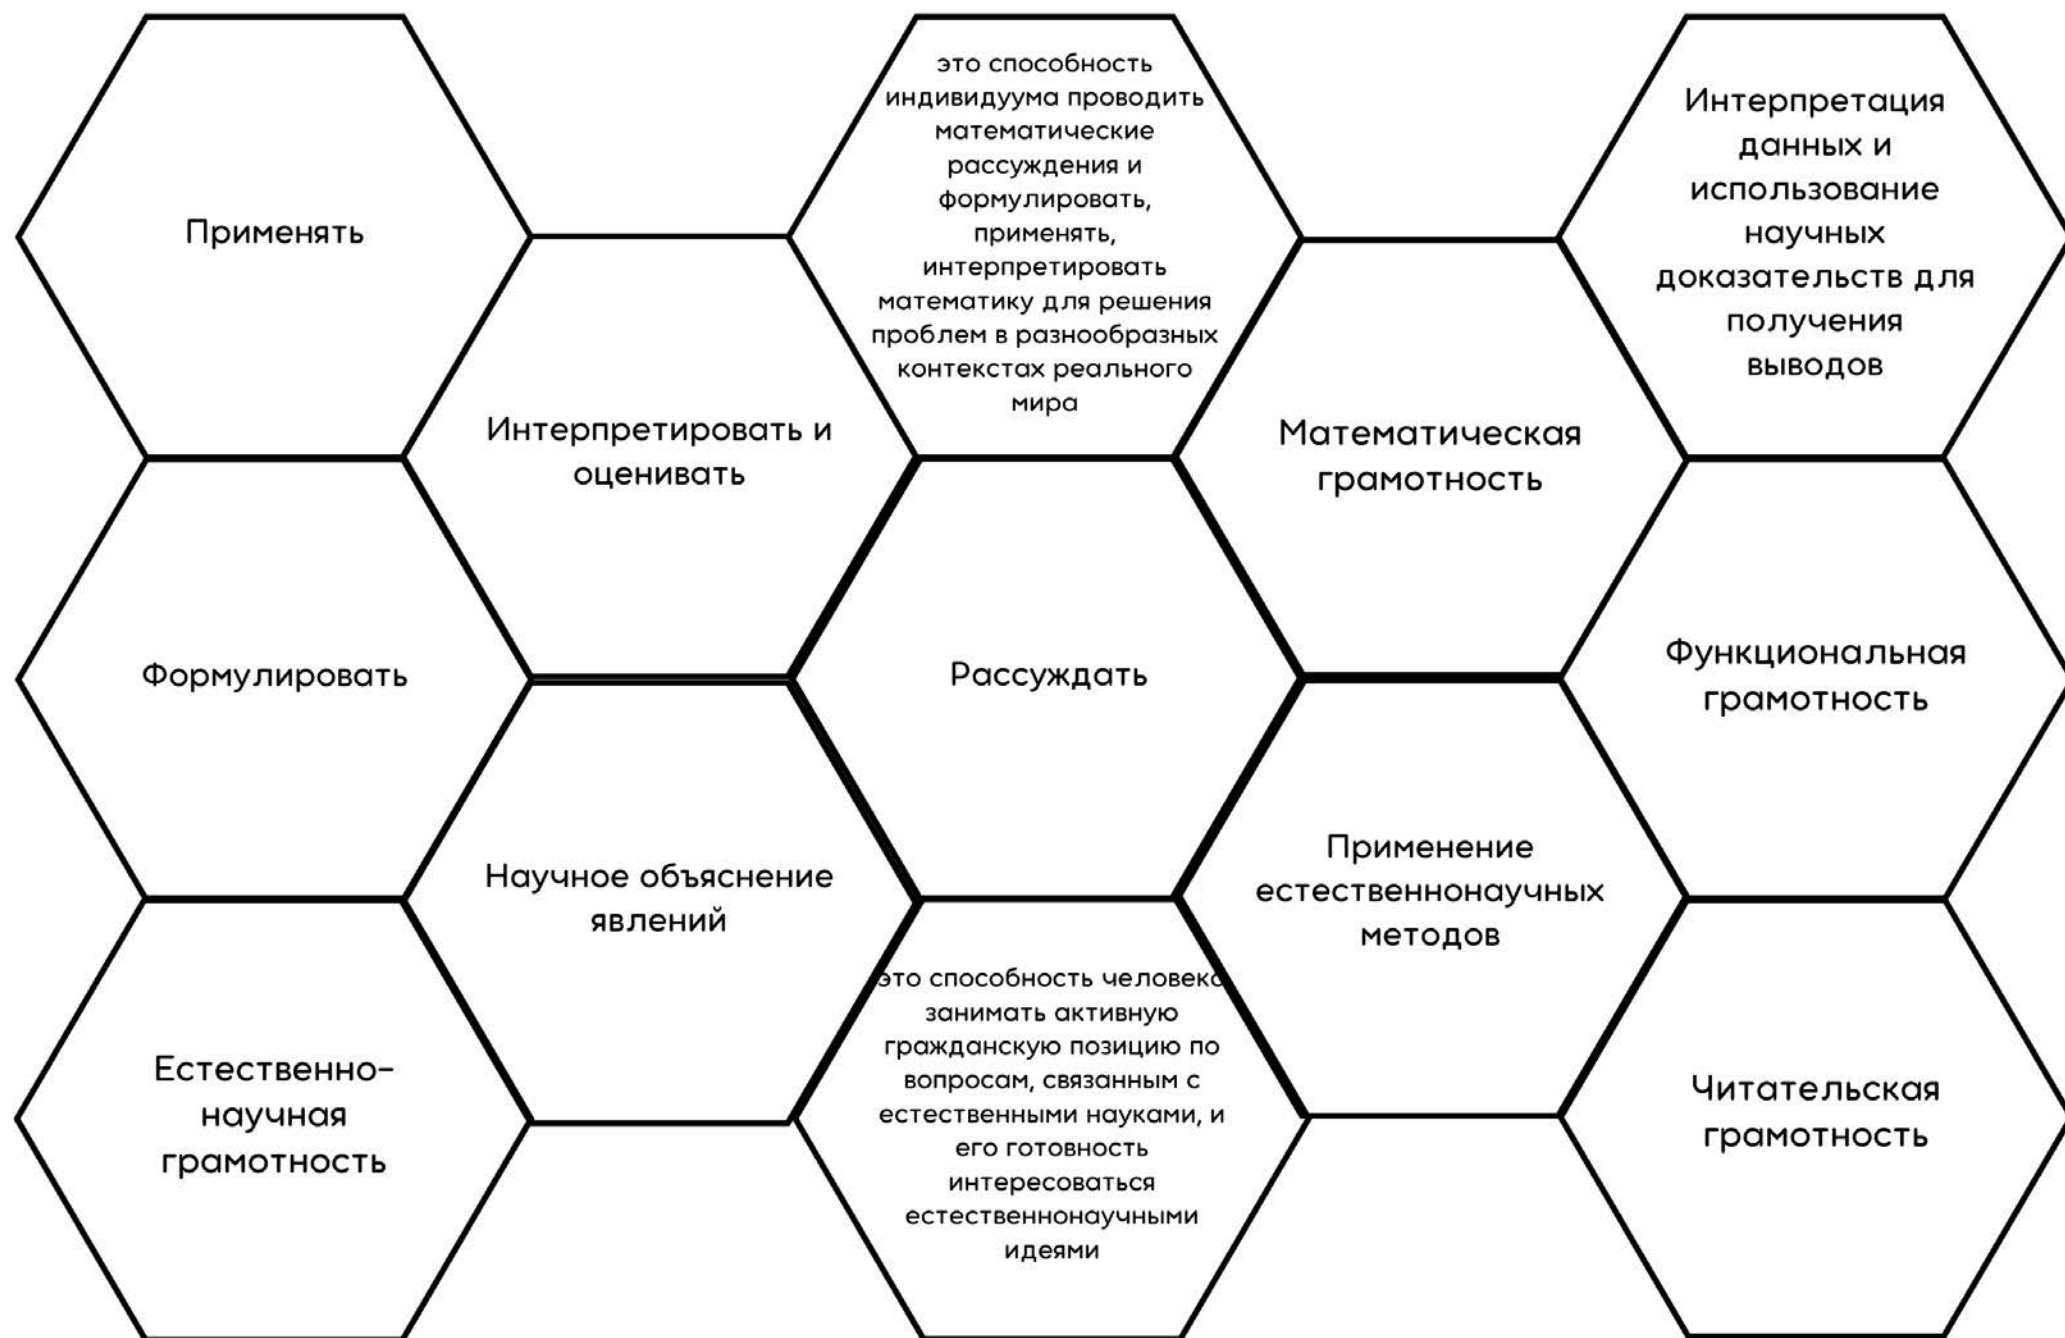 Применять
Формулировать
Естественно-
научная
грамотность
Интерпретировать и
оценивать
Научное объяснение
явлений
это способность
индивидуума проводить
математические
рассуждения и
формулировать,
применять,
интерпретировать
математику для решения
проблем в разнообразных
контекстах реального
мира
Рассуждать
это способность человека
занимать активную
гражданскую позицию по
вопросам, связанным с
естественными науками, и
его готовность
интересоваться
естественнонаучными
идеями
Математическая
грамотность
Применение
естественнонаучных
методов
Интерпретация
данных и
использование
научных
доказательств для
получения
выводов
Функциональная
грамотность
Читательская
грамотность